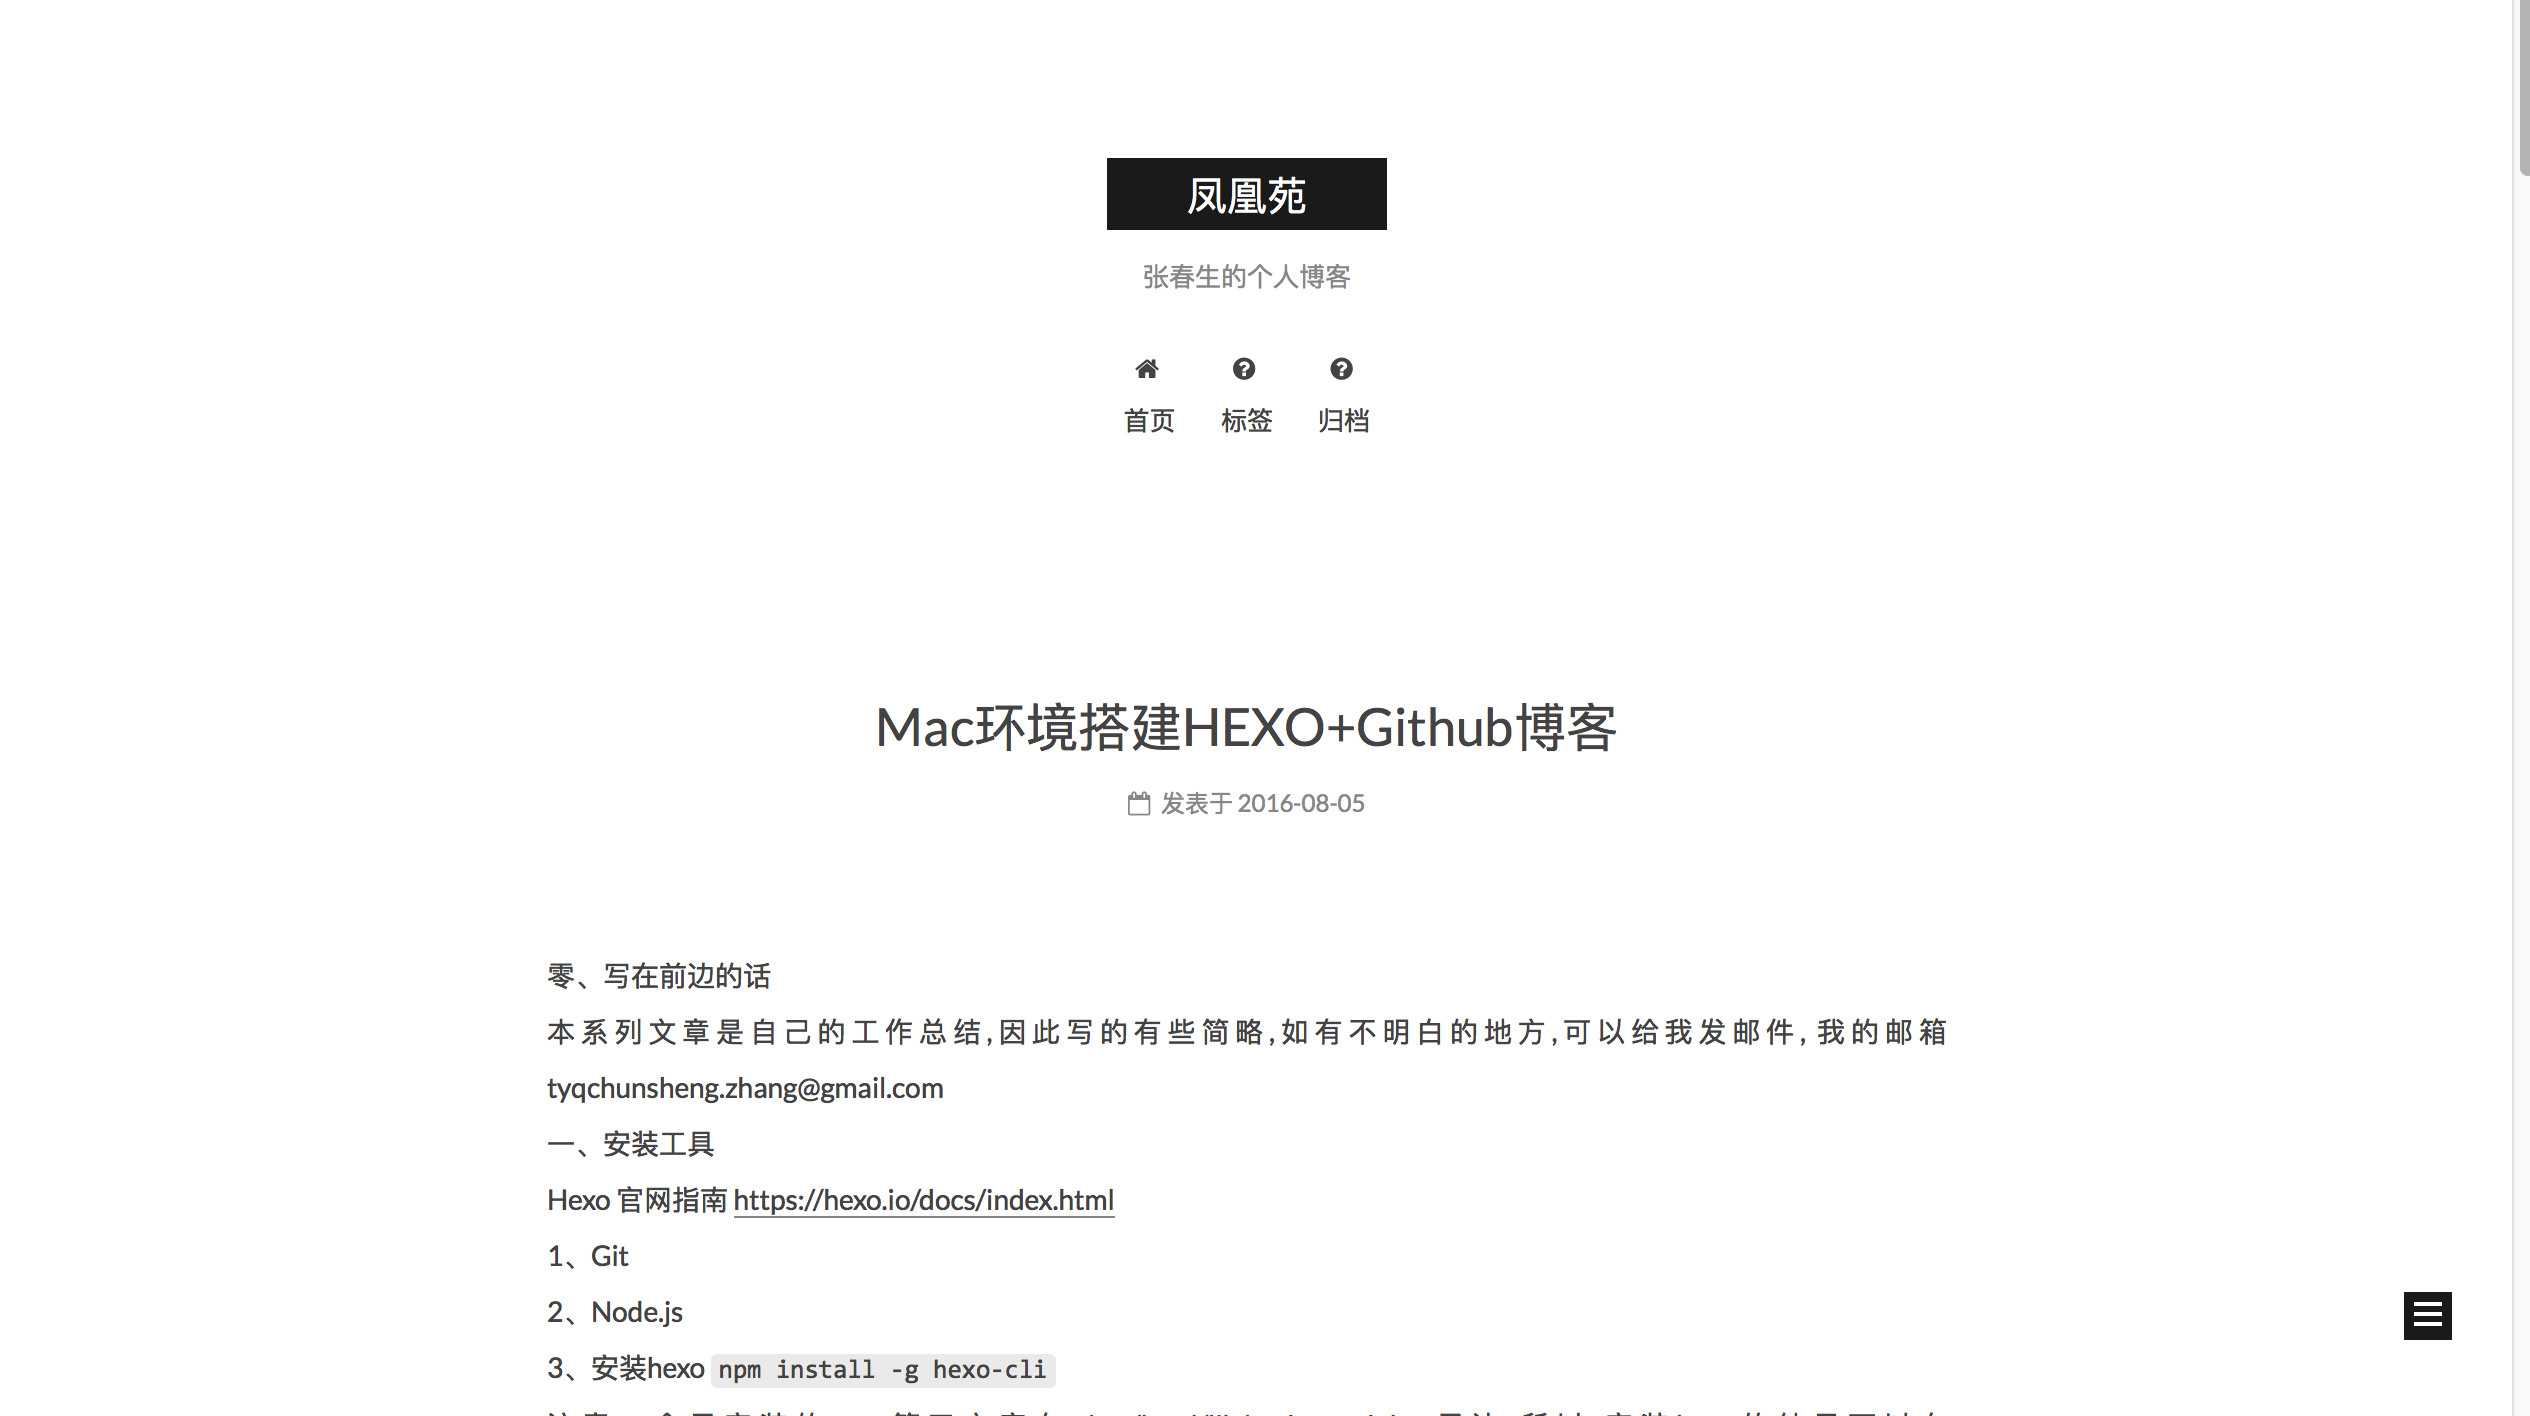 凤凰苑
张春生的个人博客
首页 标签 归档
Mac环境搭建HEXO+Github博客
发表于 2016-08-05
零、写在前边的话
本系列文章是自己的工作总结,因此写的有些简略,如有不明白的地方,可以给我发邮件, 我的邮箱
tyqchunsheng.zhang@gmail.com
一、安装工具
Hexo 官网指南 https://hexo.io/docs/index.html
1、Git
2、Node.js
3、安装hexo npm install -g hexo-cli